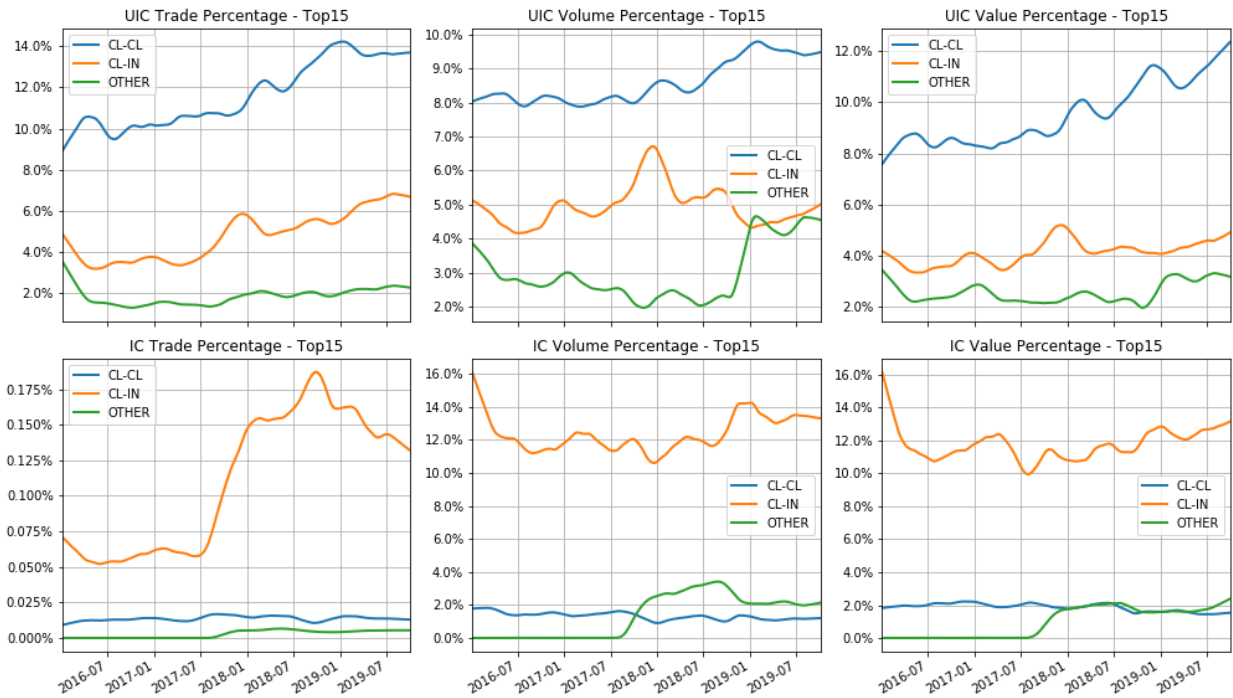 UIC Trade Percentage - Top15
14.0%
12.0%
10.0%
8.0%
6.0%
4.0%
2.0%
CL-CL
CL-IN
OTHER
UIC Volume Percentage - Top15
10.0%
9.0%
8.0%
7.0%
6.0%
5.0%
4.0%
3.0%
2.0%
CL-CL
CL-IN
OTHER
UIC Value Percentage - Top15
12.0%
10.0%
8.0%
6.0%
4.0%
2.0%
CL-CL
CL-IN
OTHER
IC Trade Percentage - Top15
0.175%
0.150%
0.125%
0.100%
0.075%
0.050%
0.025%
0.000%
CL-CL
CL-IN
OTHER
2016-07
2017-01
2017-07
2018-01
2018-07
2019-01
2019-07
IC Volume Percentage - Top15
16.0%
14.0%
12.0%
10.0%
8.0%
6.0%
4.0%
2.0%
0.0%
CL-CL
CL-IN
OTHER
2016-07
2017-01
2017-07
2018-01
2018-07
2019-01
2019-07
IC Value Percentage - Top15
16.0%
14.0%
12.0%
10.0%
8.0%
6.0%
4.0%
2.0%
0.0%
CL-CL
CL-IN
OTHER
2016-07
2017-01
2017-07
2018-01
2018-07
2019-01
2019-07